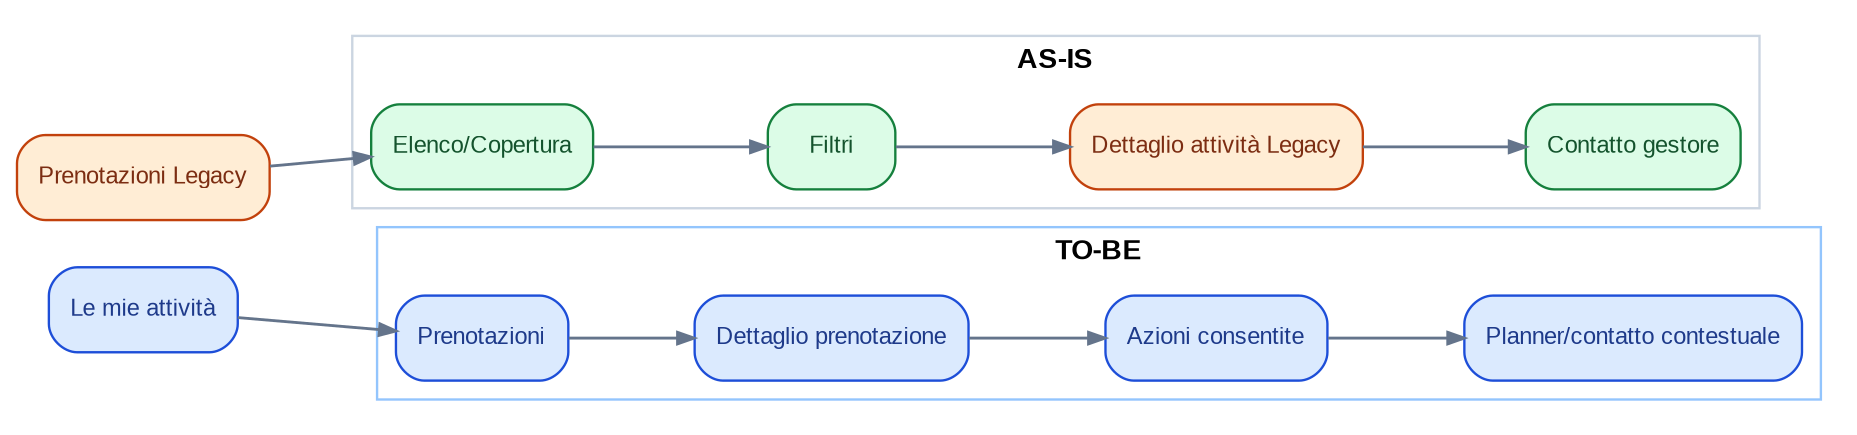 AS-IS
Prenotazioni Legacy
Elenco/Copertura
Filtri
Dettaglio attività Legacy
Contatto gestore
TO-BE
Le mie attività
Prenotazioni
Dettaglio prenotazione
Azioni consentite
Planner/contatto contestuale